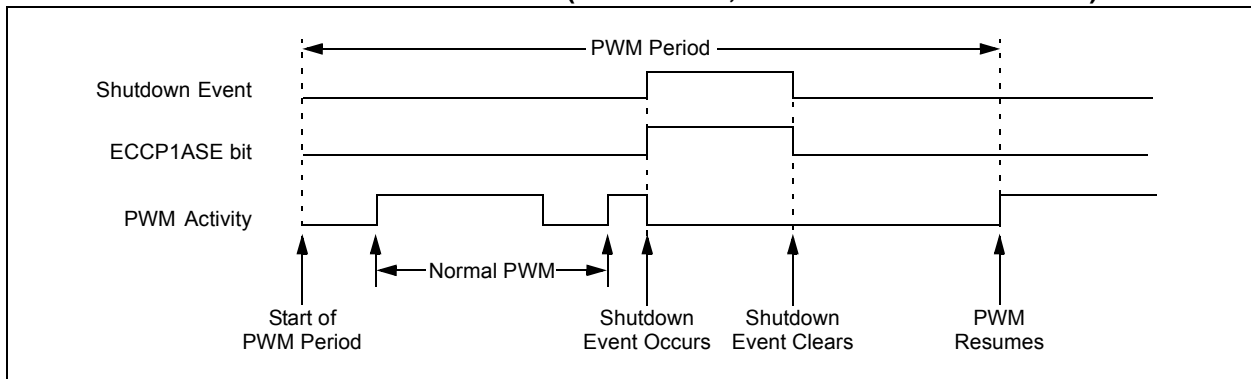 PWM Period
Shutdown Event
ECCP1ASE bit
PWM Activity
Normal PWM
Start of
PWM Period
Shutdown
Event Occurs
Shutdown
Event Clears
PWM
Resumes